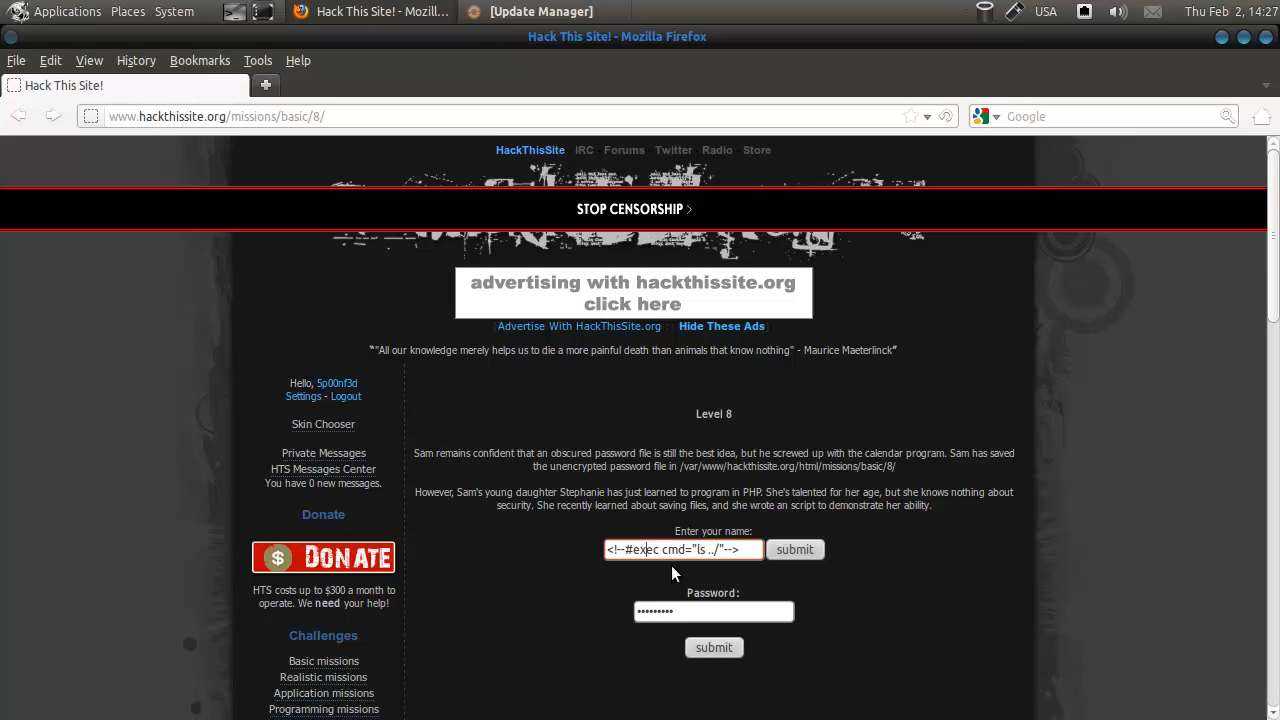 Applications Places System
Hack This Site! - Mozill...
[Update Manager]
USA
Thu Feb 2, 14:27
Hack This Site! - Mozilla Firefox
File Edit View History Bookmarks Tools Help
Hack This Site!
www.hackthissite.org/missions/basic/8/
Google
HackThisSite IRC Forums Twitter Radio Store
STOP CENSORSHIP >
advertising with hackthissite.org
click here
[Advertise With HackThisSite.org : Hide These Ads]
“"All our knowledge merely helps us to die a more painful death than animals that know nothing" - Maurice Maeterlinck”
Hello, 5p00nf3d
Settings - Logout
Skin Chooser
Private Messages
HTS Messages Center
You have 0 new messages.
Donate
DONATE
HTS costs up to $300 a month to
operate. We need your help!
Challenges
Basic missions
Realistic missions
Application missions
Programming missions
Level 8
Sam remains confident that an obscured password file is still the best idea, but he screwed up with the calendar program. Sam has saved
the unencrypted password file in /var/www/hackthissite.org/html/missions/basic/8/
However, Sam's young daughter Stephanie has just learned to program in PHP. She's talented for her age, but she knows nothing about
security. She recently learned about saving files, and she wrote an script to demonstrate her ability.
Enter your name:
<!--#exec cmd="ls ../"--> submit
Password:
•••••••••
submit